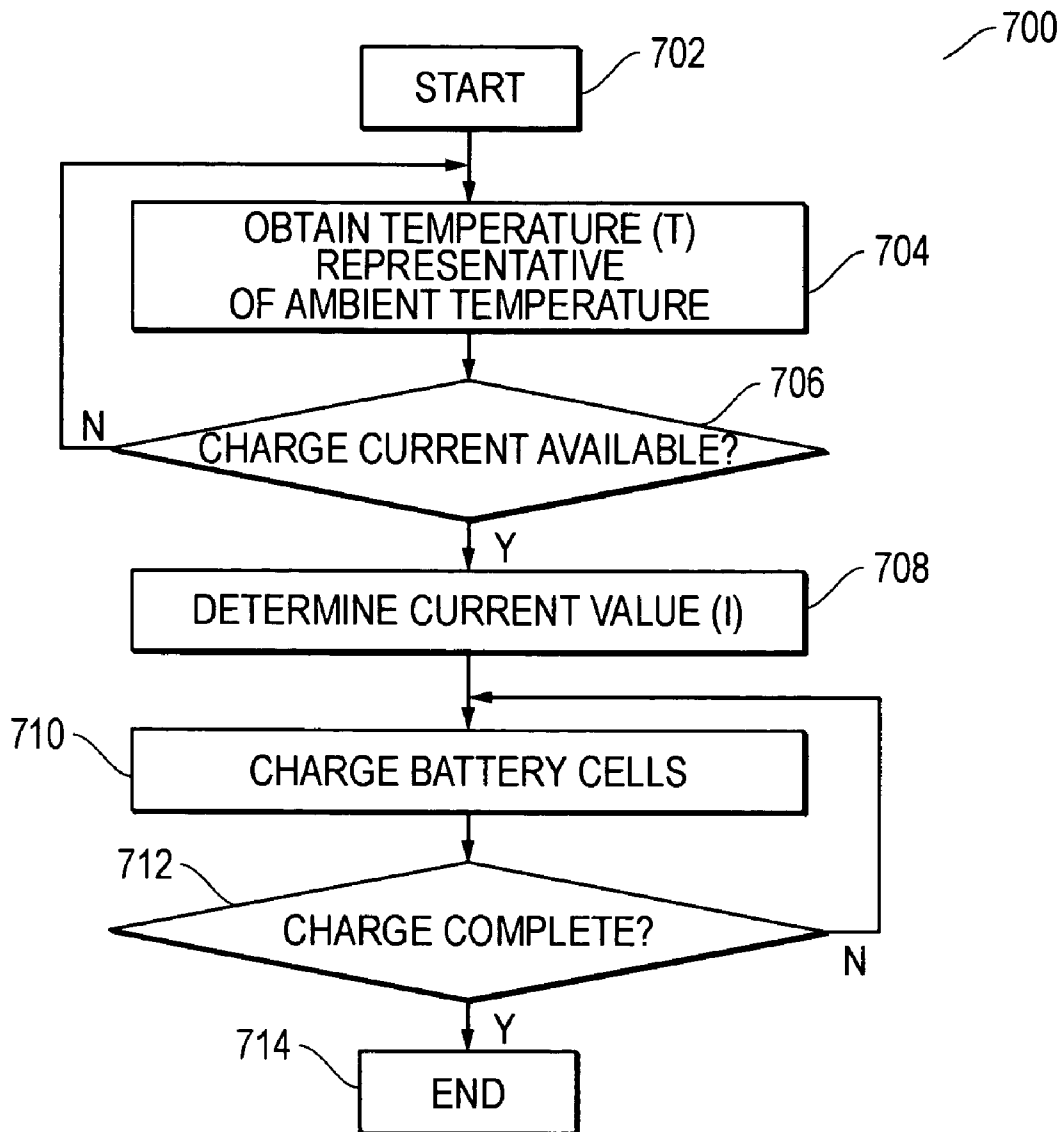 700
702
START
OBTAIN TEMPERATURE (T)
REPRESENTATIVE
OF AMBIENT TEMPERATURE
704
706
N
CHARGE CURRENT AVAILABLE?
Y
708
DETERMINE CURRENT VALUE (I)
710
CHARGE BATTERY CELLS
712
CHARGE COMPLETE?
N
Y
714
END